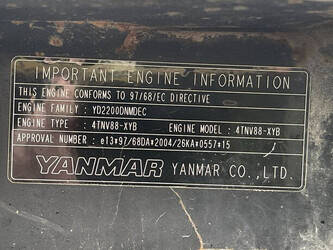 IMPORTANT ENGINE INFORMATION
THIS ENGINE CONFORMS TO 97/68/EC DIRECTIVE
ENGINE FAMILY : YD2200DNMDEC
ENGINE TYPE : 4TNV88-XYB ENGINE MODEL : 4TNV88-XYB
APPROVAL NUMBER : e13*97/68DA*2004/26KA*0557*15
YANMAR YANMAR CO.,LTD.